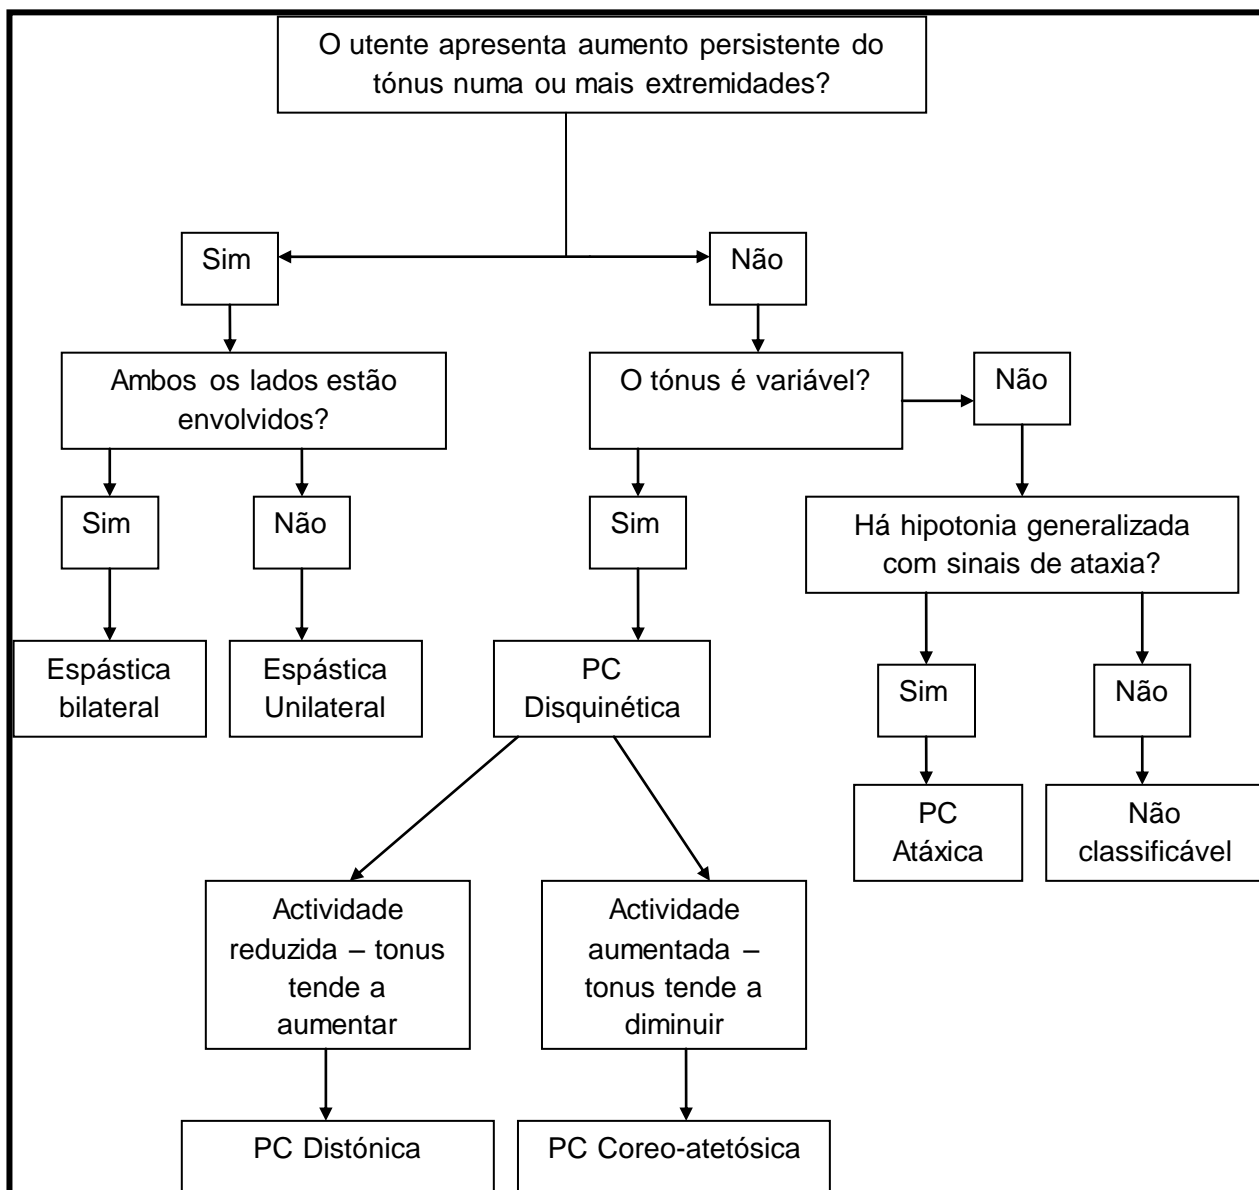 O utente apresenta aumento persistente do
tónus numa ou mais extremidades?
Sim
Não
Ambos os lados estão
envolvidos?
O tónus é variável?
Não
Sim
Não
Sim
Há hipotonia generalizada
com sinais de ataxia?
Espástica
bilateral
Espástica
Unilateral
PC
Disquinética
Sim
Não
PC
Atáxica
Não
classificável
Actividade
reduzida – tonus
tende a
aumentar
Actividade
aumentada –
tonus tende a
diminuir
PC Distónica
PC Coreo-atetósica